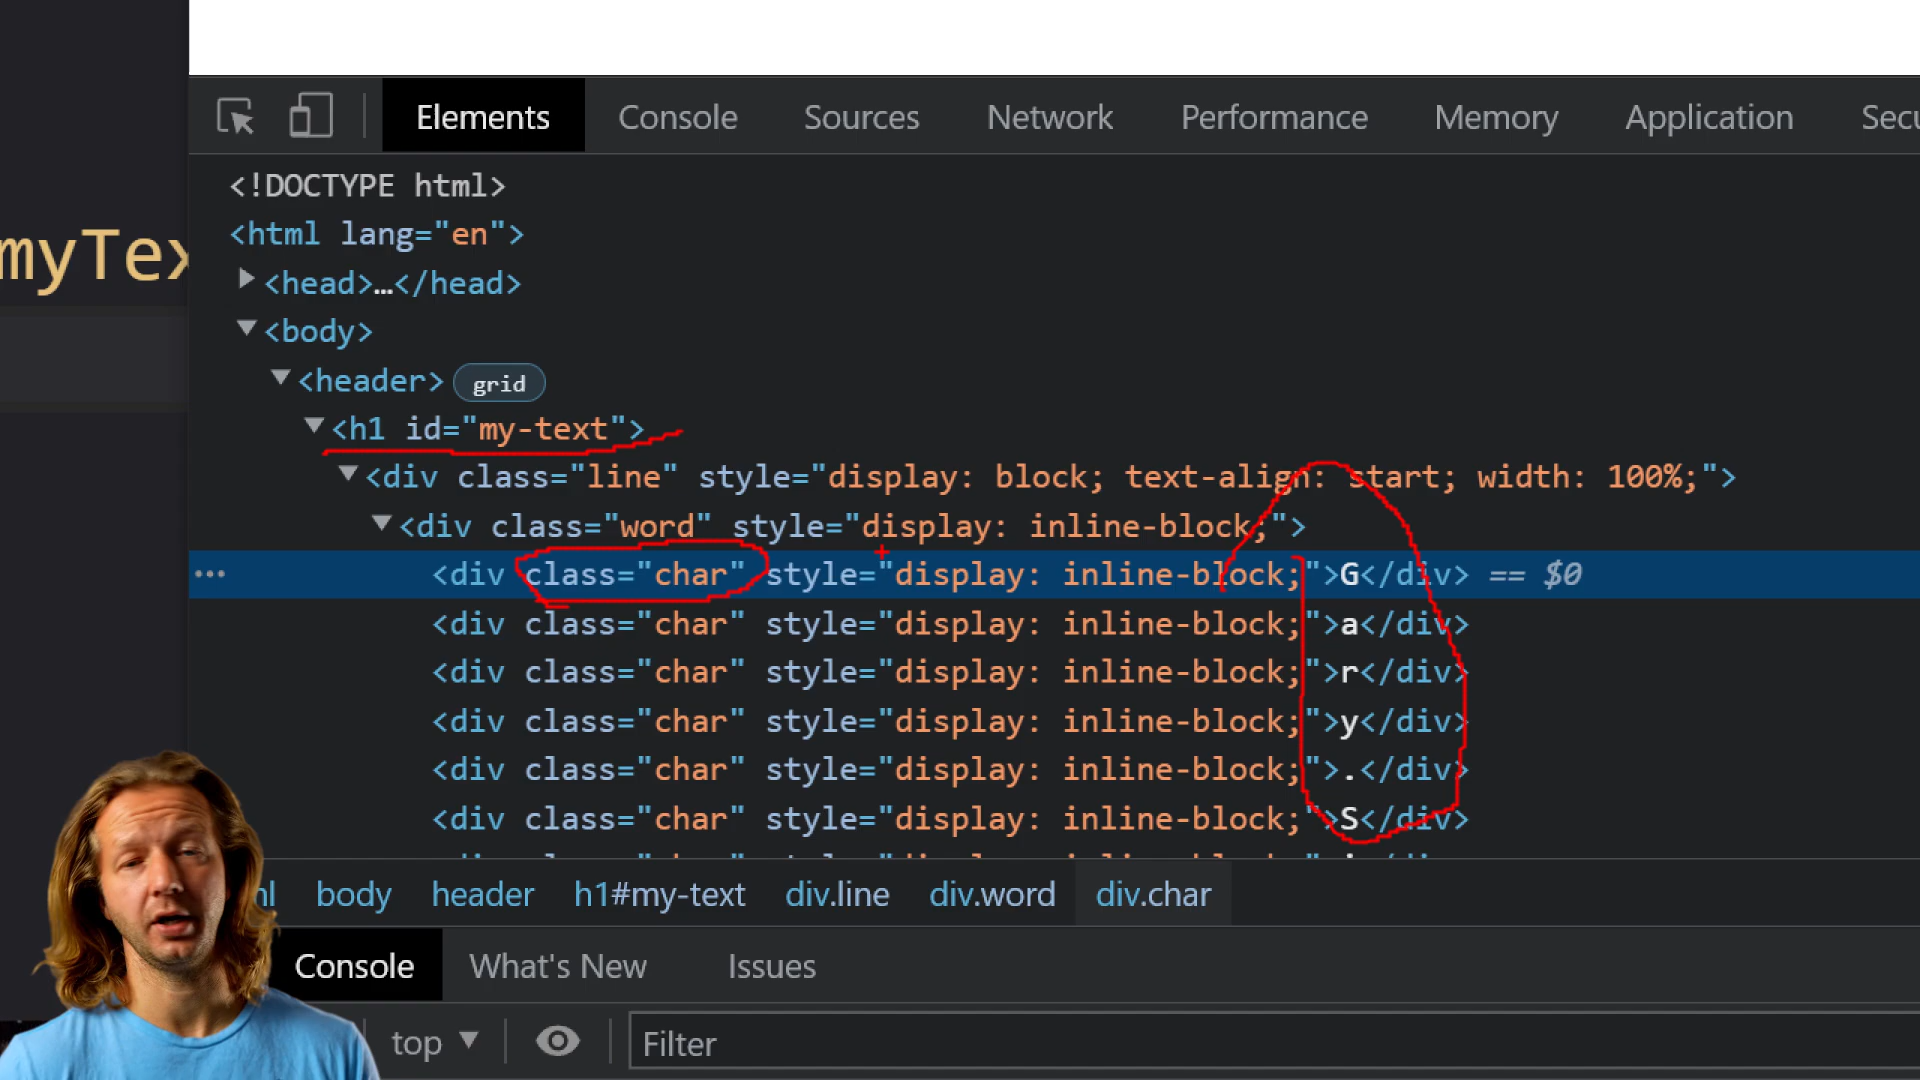 Elements Console Sources Network Performance Memory Application Secu
<!DOCTYPE html>
<html lang="en">
myTex
<head>…</head>
<body>
<header> grid
<h1 id="my-text">
<div class="line" style="display: block; text-align: start; width: 100%;">
<div class="word" style="display: inline-block;">
<div class="char" style="display: inline-block;">G</div> == $0
<div class="char" style="display: inline-block;">a</div>
<div class="char" style="display: inline-block;">r</div>
<div class="char" style="display: inline-block;">y</div>
<div class="char" style="display: inline-block;">.</div>
<div class="char" style="display: inline-block;">S</div>
ml body header h1#my-text div.line div.word div.char
Console What's New Issues
top Filter